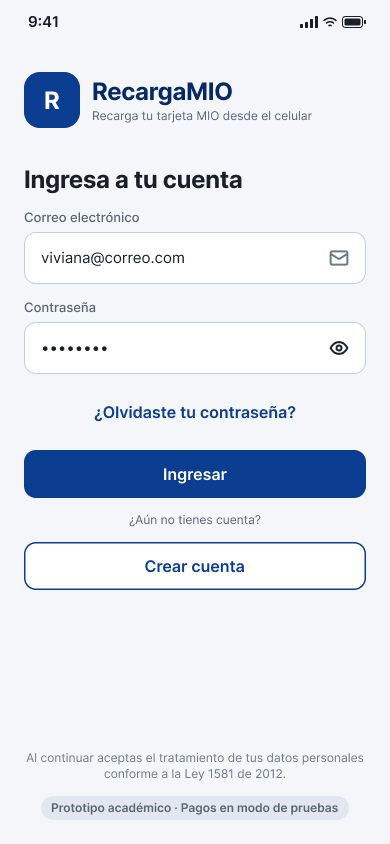 9:41
R
RecargaMIO
Recarga tu tarjeta MIO desde el celular
Ingresa a tu cuenta
Correo electrónico
viviana@correo.com
Contraseña
••••••••
¿Olvidaste tu contraseña?
Ingresar
¿Aún no tienes cuenta?
Crear cuenta
Al continuar aceptas el tratamiento de tus datos personales
conforme a la Ley 1581 de 2012.
Prototipo académico · Pagos en modo de pruebas